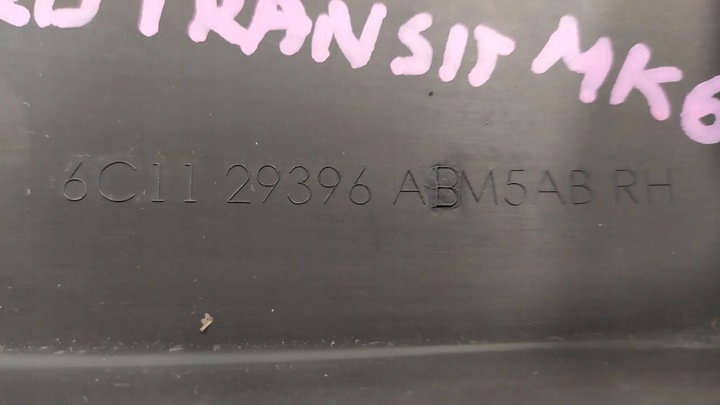 TRANSIT MK6
6C11 29396 ABM5AB RH